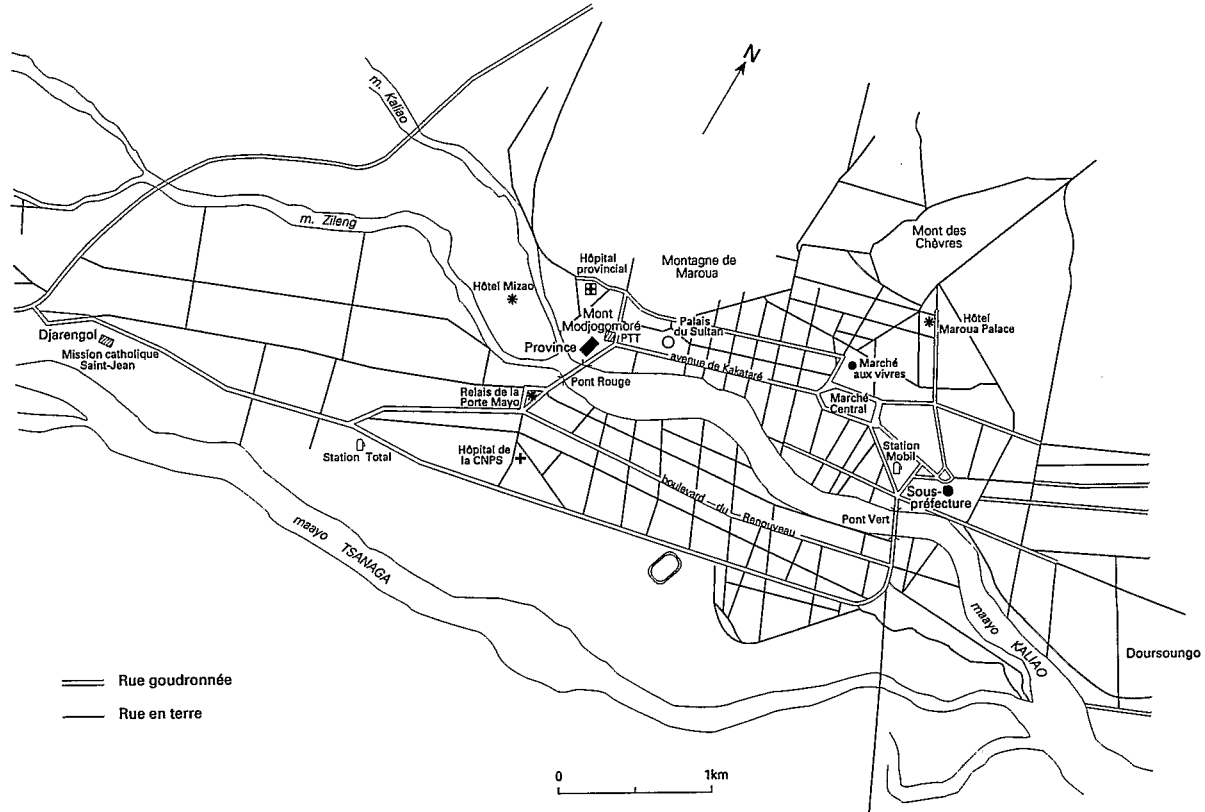 N
m. Kaliao
m. Zileng
Mont des
Chèvres
Hôpital
provincial
Montagne de
Maroua
Hôtel Mizao
Mont
Modjogomoré
PTT
Palais
du Sultan
Hôtel
Maroua Palace
Djarengol
Mission catholique
Saint-Jean
Province
avenue de Kakataré
Marché
aux vivres
Pont Rouge
Relais de la
Porte Mayo
Marché
Central
Station Total
Hôpital de
la CNPS
Station
Mobil
boulevard du Renouveau
Sous-
préfecture
Pont Vert
maayo TSANAGA
maayo KALIAO
Doursoungo
Rue goudronnée
Rue en terre
0 1km